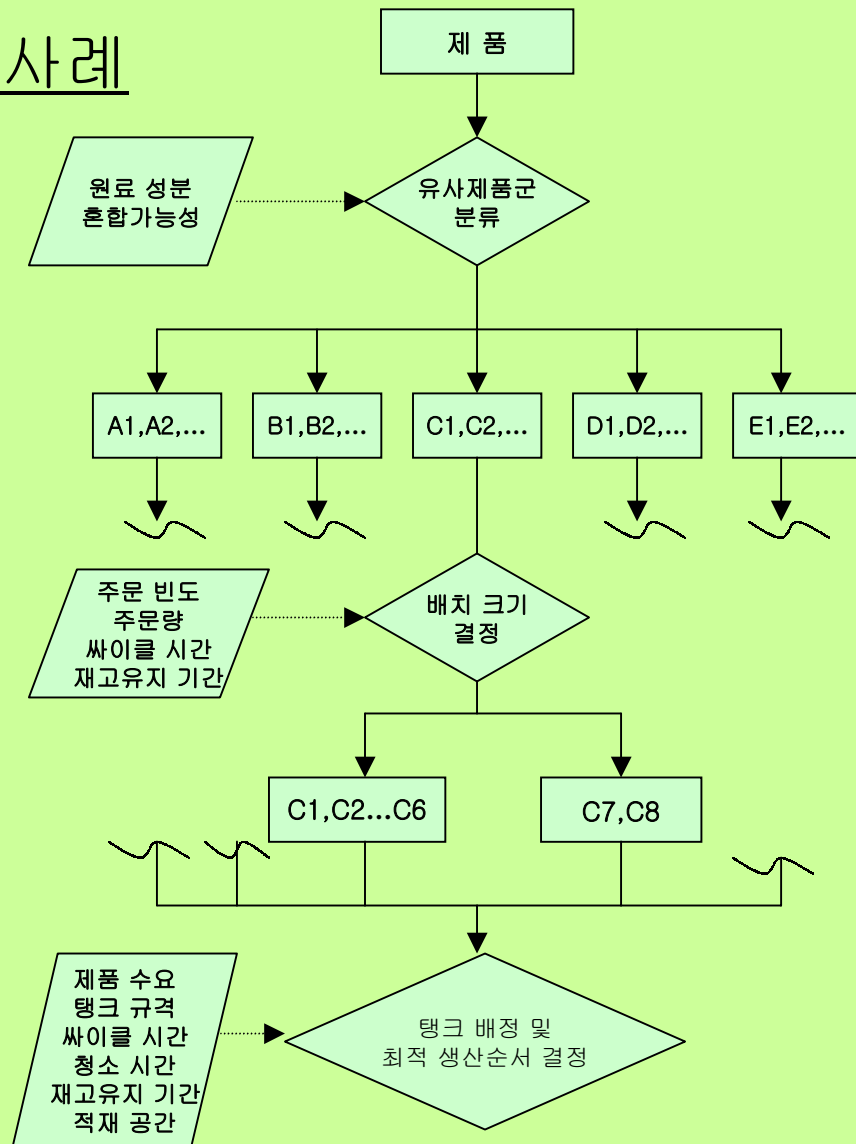 사례
제 품
원료 성분
혼합가능성
유사제품군
분류
A1,A2,...
B1,B2,...
C1,C2,...
D1,D2,...
E1,E2,...
주문 빈도
주문량
싸이클 시간
재고유지 기간
배치 크기
결정
C1,C2...C6
C7,C8
제품 수요
탱크 규격
싸이클 시간
청소 시간
재고유지 기간
적재 공간
탱크 배정 및
최적 생산순서 결정